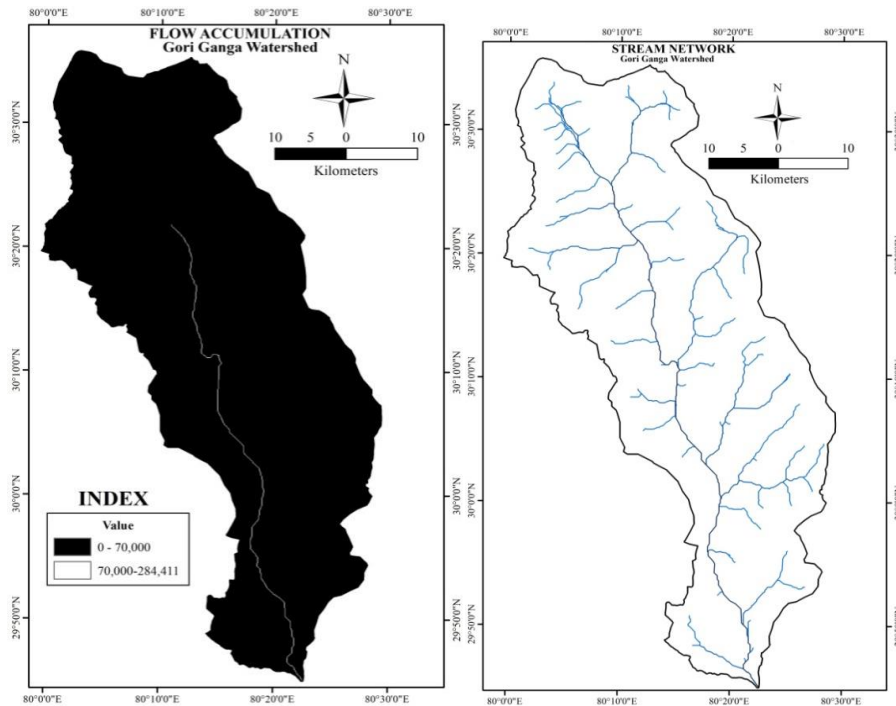 80°0'0"E 80°10'0"E 80°20'0"E 80°30'0"E
FLOW ACCUMULATION
Gori Ganga Watershed
N
10 5 0 10
Kilometers
30°30'0"N 30°30'0"N
30°20'0"N 30°20'0"N
30°10'0"N 30°10'0"N
30°0'0"N 30°0'0"N
29°50'0"N 29°50'0"N
INDEX
Value
0 - 70,000
70,000-284,411
80°0'0"E 80°10'0"E 80°20'0"E 80°30'0"E
80°0'0"E 80°10'0"E 80°20'0"E 80°30'0"E
STREAM NETWORK
Gori Ganga Watershed
N
10 5 0 10
Kilometers
80°0'0"E 80°10'0"E 80°20'0"E 80°30'0"E